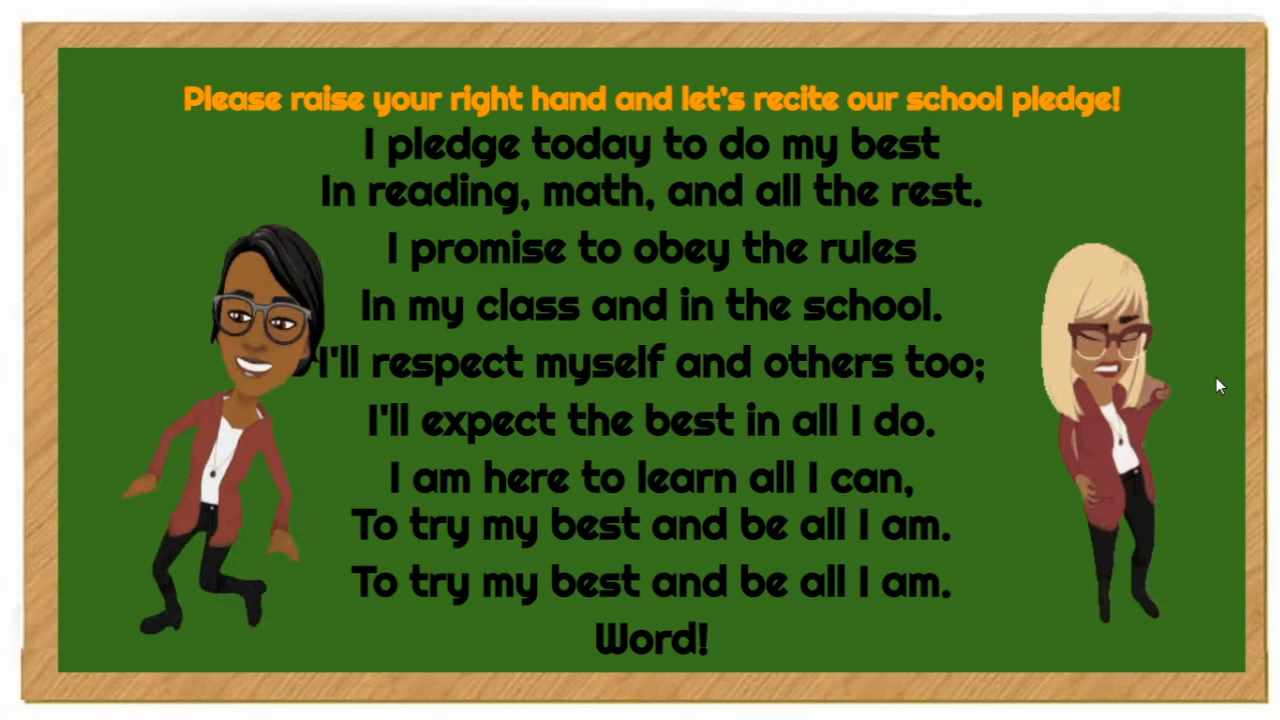 Please raise your right hand and let's recite our school pledge!
I pledge today to do my best
In reading, math, and all the rest.
I promise to obey the rules
In my class and in the school.
I'll respect myself and others too;
I'll expect the best in all I do.
I am here to learn all I can,
To try my best and be all I am.
To try my best and be all I am.
Word!